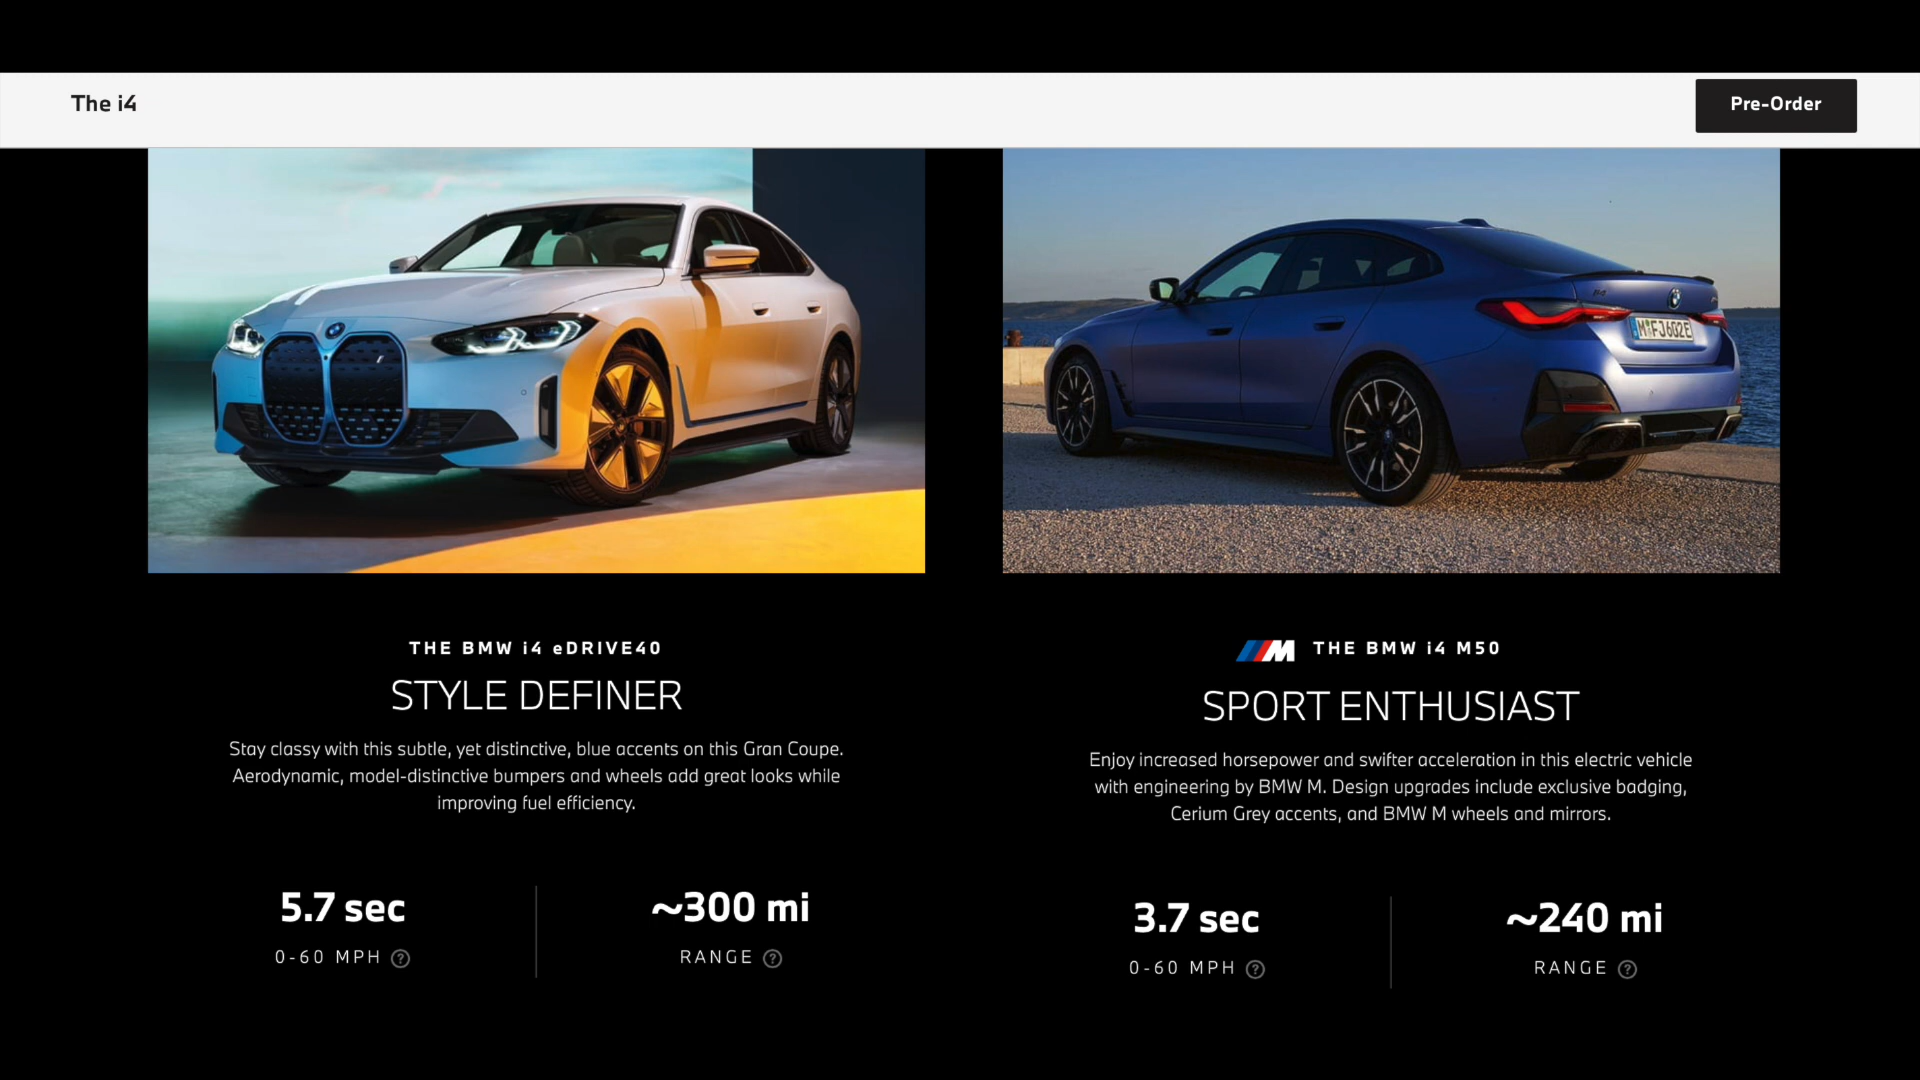 The i4
Pre-Order
M FJ602E
THE BMW i4 eDRIVE40
STYLE DEFINER
Stay classy with this subtle, yet distinctive, blue accents on this Gran Coupe.
Aerodynamic, model-distinctive bumpers and wheels add great looks while
improving fuel efficiency.
5.7 sec
0-60 MPH ?
~300 mi
RANGE ?
M THE BMW i4 M50
SPORT ENTHUSIAST
Enjoy increased horsepower and swifter acceleration in this electric vehicle
with engineering by BMW M. Design upgrades include exclusive badging,
Cerium Grey accents, and BMW M wheels and mirrors.
3.7 sec
0-60 MPH ?
~240 mi
RANGE ?